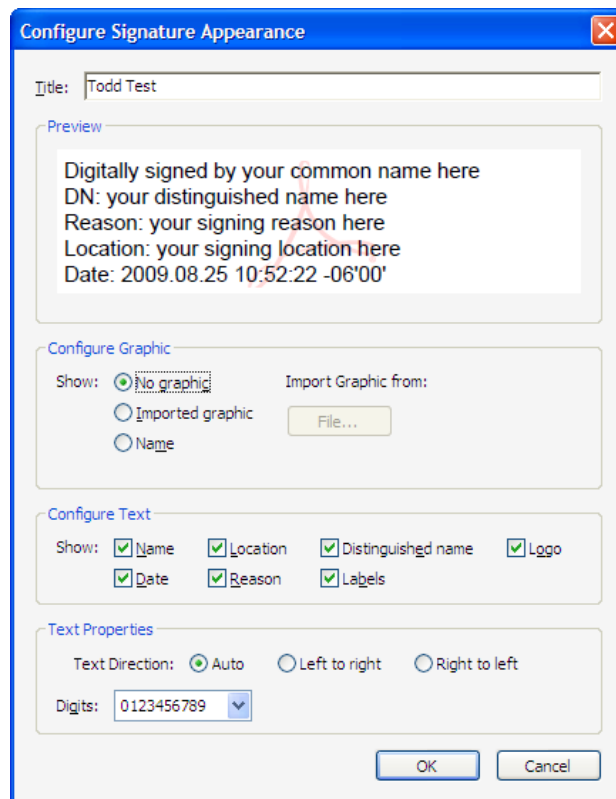 Configure Signature Appearance
Title: Todd Test
Preview
Digitally signed by your common name here
DN: your distinguished name here
Reason: your signing reason here
Location: your signing location here
Date: 2009.08.25 10:52:22 -06'00'
Configure Graphic
Show: No graphic Import Graphic from:
Imported graphic File...
Name
Configure Text
Show: Name Location Distinguished name Logo
Date Reason Labels
Text Properties
Text Direction: Auto Left to right Right to left
Digits: 0123456789
OK Cancel